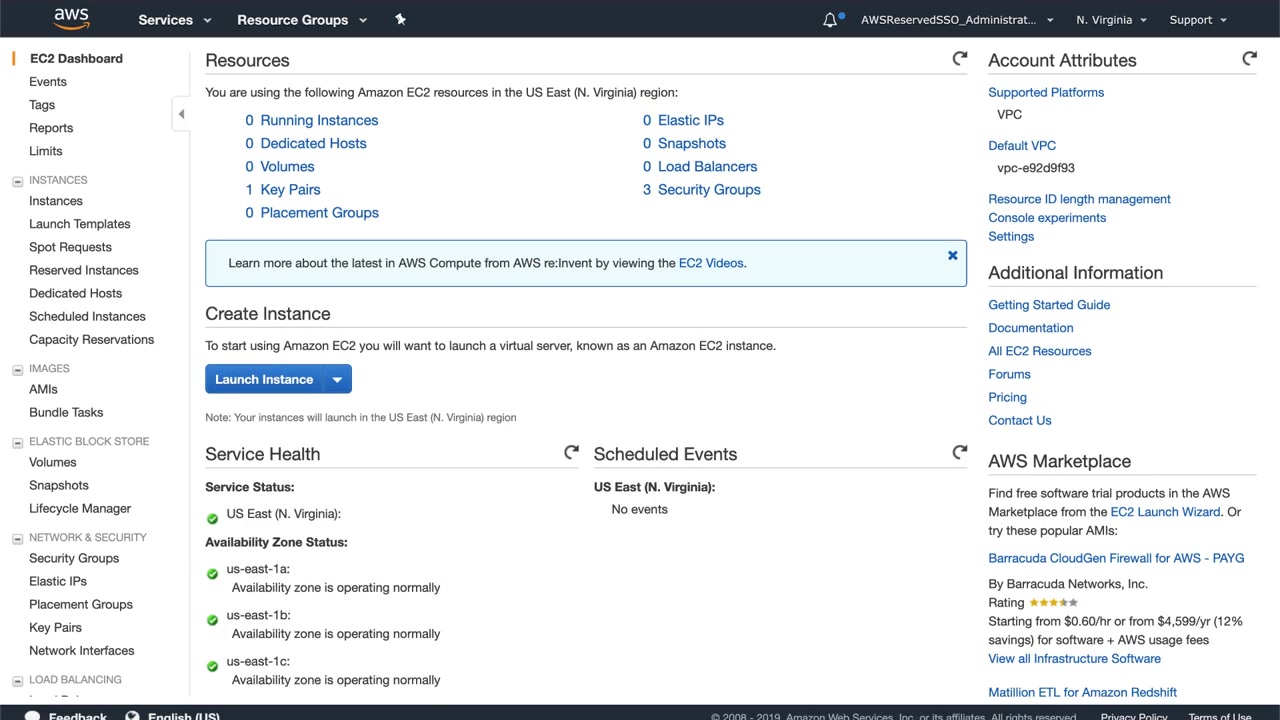 aws
Services
Resource Groups
AWSReservedSSO_Administrat...
N. Virginia
Support
EC2 Dashboard
Events
Tags
Reports
Limits
INSTANCES
Instances
Launch Templates
Spot Requests
Reserved Instances
Dedicated Hosts
Scheduled Instances
Capacity Reservations
IMAGES
AMIs
Bundle Tasks
ELASTIC BLOCK STORE
Volumes
Snapshots
Lifecycle Manager
NETWORK & SECURITY
Security Groups
Elastic IPs
Placement Groups
Key Pairs
Network Interfaces
LOAD BALANCING
Resources
You are using the following Amazon EC2 resources in the US East (N. Virginia) region:
0 Running Instances
0 Dedicated Hosts
0 Volumes
1 Key Pairs
0 Placement Groups
0 Elastic IPs
0 Snapshots
0 Load Balancers
3 Security Groups
Learn more about the latest in AWS Compute from AWS re:Invent by viewing the EC2 Videos.
Create Instance
To start using Amazon EC2 you will want to launch a virtual server, known as an Amazon EC2 instance.
Launch Instance
Note: Your instances will launch in the US East (N. Virginia) region
Service Health
Service Status:
US East (N. Virginia):
Availability Zone Status:
us-east-1a:
Availability zone is operating normally
us-east-1b:
Availability zone is operating normally
us-east-1c:
Availability zone is operating normally
Scheduled Events
US East (N. Virginia):
No events
Account Attributes
Supported Platforms
VPC
Default VPC
vpc-e92d9f93
Resource ID length management
Console experiments
Settings
Additional Information
Getting Started Guide
Documentation
All EC2 Resources
Forums
Pricing
Contact Us
AWS Marketplace
Find free software trial products in the AWS
Marketplace from the EC2 Launch Wizard. Or
try these popular AMIs:
Barracuda CloudGen Firewall for AWS - PAYG
By Barracuda Networks, Inc.
Rating
Starting from $0.60/hr or from $4,599/yr (12%
savings) for software + AWS usage fees
View all Infrastructure Software
Matillion ETL for Amazon Redshift
Feedback
English (US)
© 2008 - 2019, Amazon Web Services, Inc. or its affiliates. All rights reserved.
Privacy Policy
Terms of Use